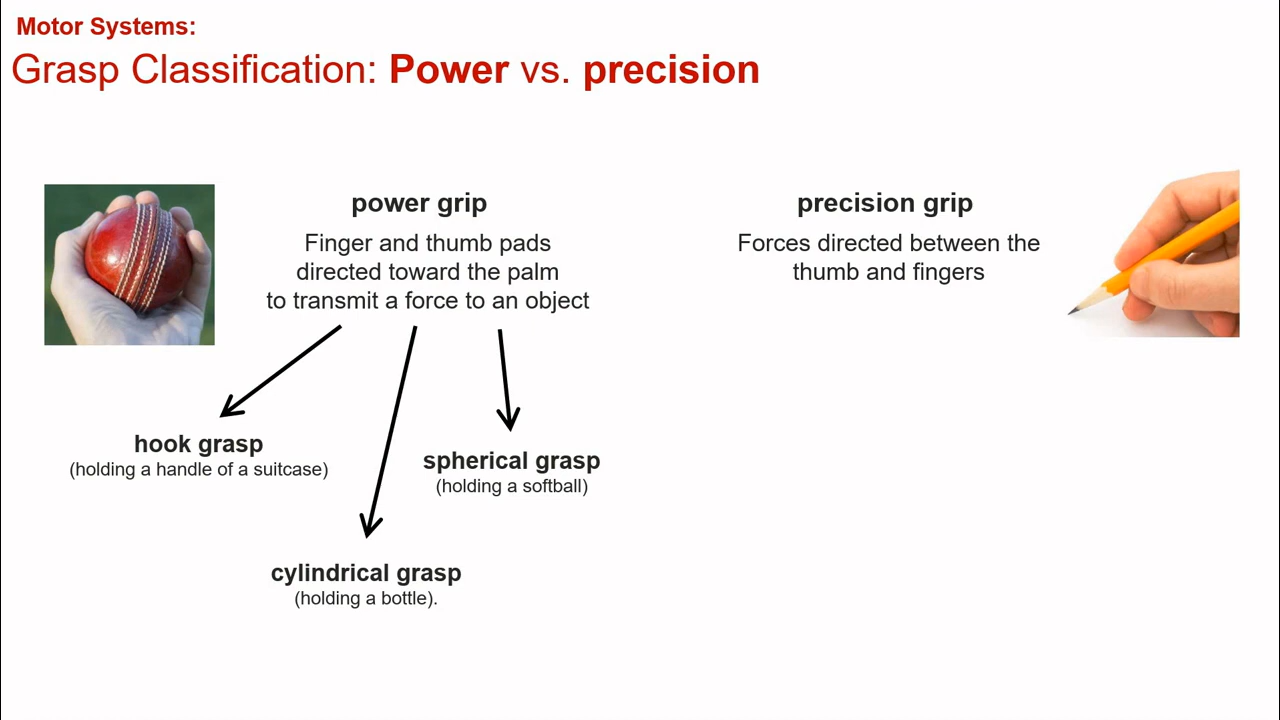 Motor Systems:
Grasp Classification: Power vs. precision
power grip
Finger and thumb pads
directed toward the palm
to transmit a force to an object
precision grip
Forces directed between the
thumb and fingers
hook grasp
(holding a handle of a suitcase)
spherical grasp
(holding a softball)
cylindrical grasp
(holding a bottle).